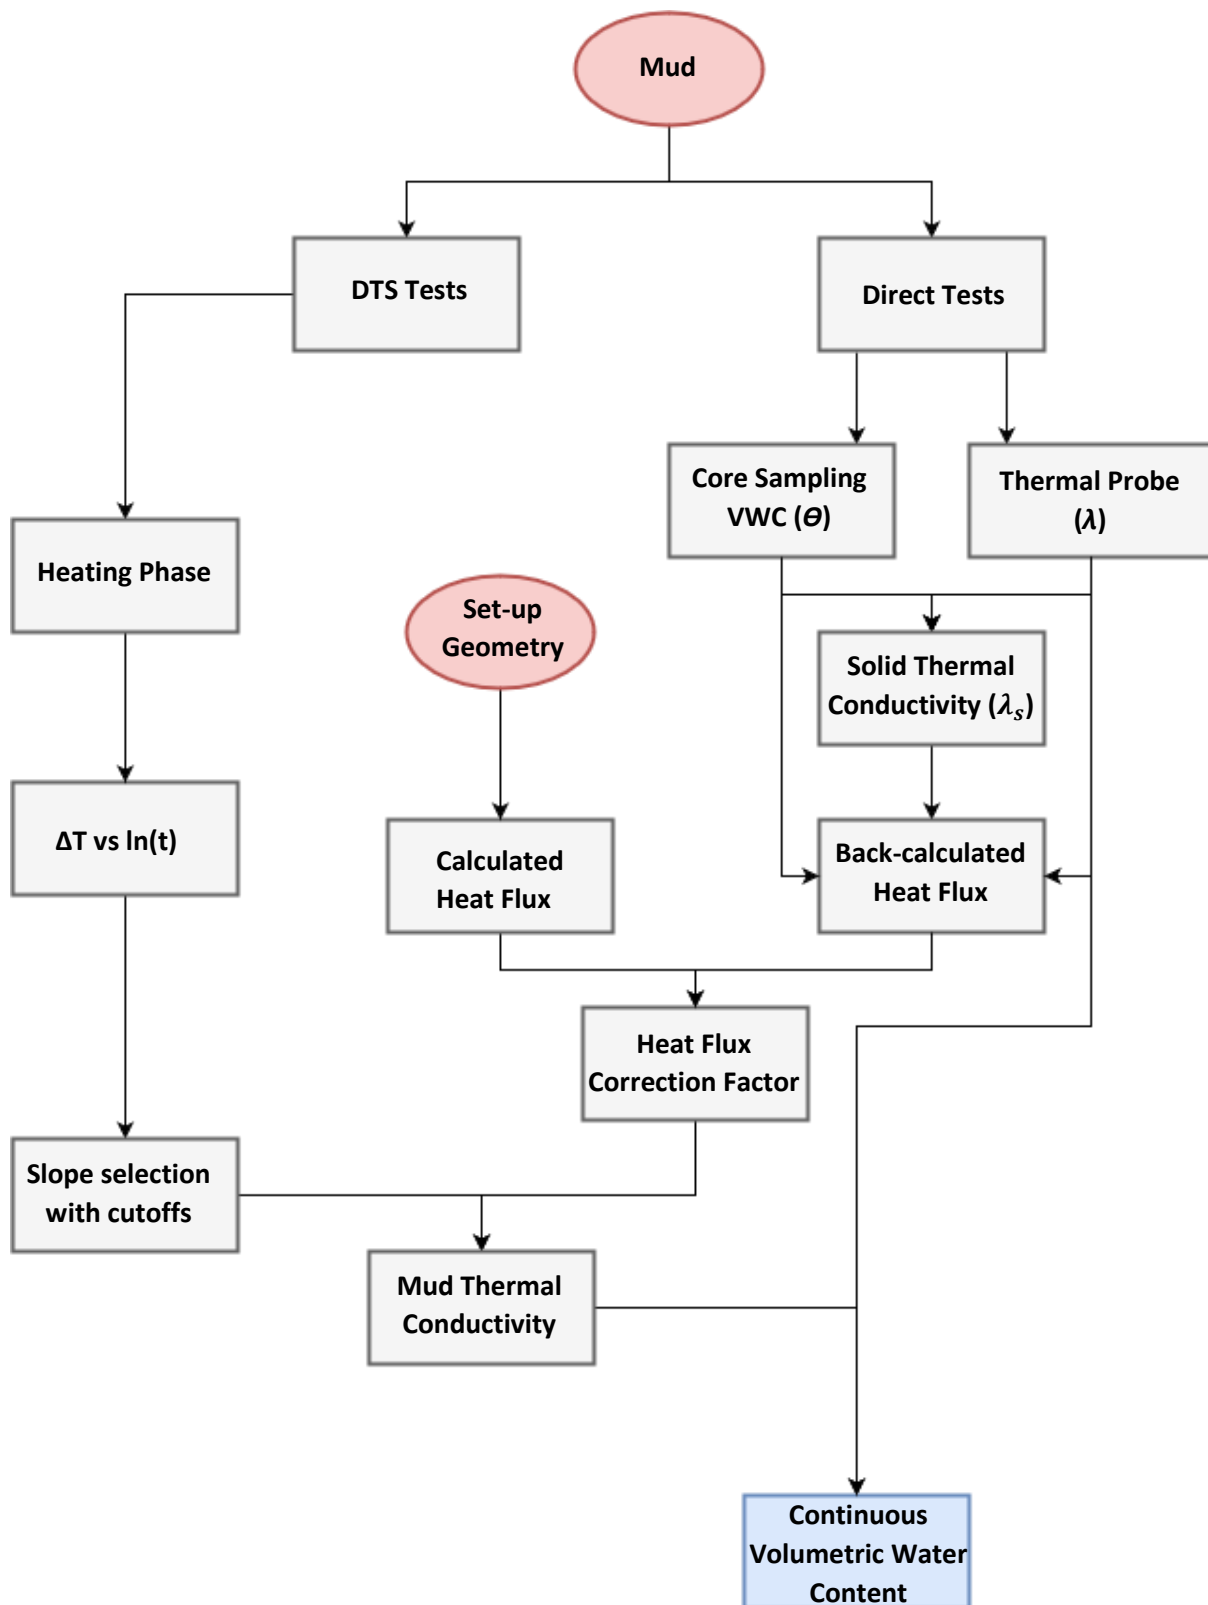 Mud
DTS Tests
Direct Tests
Core Sampling
VWC (ϴ)
Thermal Probe
(λ)
Heating Phase
Set-up
Geometry
Solid Thermal
Conductivity (λₛ)
ΔT vs ln(t)
Calculated
Heat Flux
Back-calculated
Heat Flux
Heat Flux
Correction Factor
Slope selection
with cutoffs
Mud Thermal
Conductivity
Continuous
Volumetric Water
Content